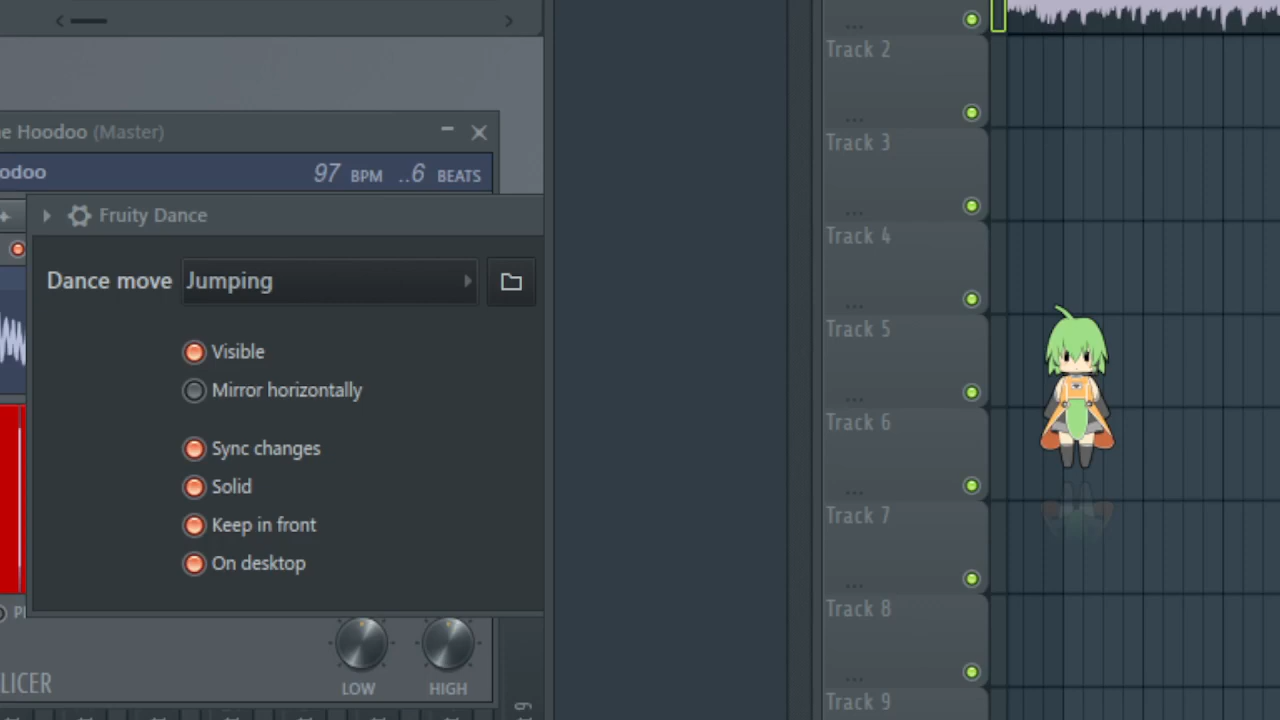 Track 2
Track 3
Track 4
Track 5
Track 6
Track 7
Track 8
Track 9
e Hoodoo (Master)
odoo
97 BPM ..6 BEATS
Fruity Dance
Dance move Jumping
Visible
Mirror horizontally
Sync changes
Solid
Keep in front
On desktop
LICER
LOW
HIGH